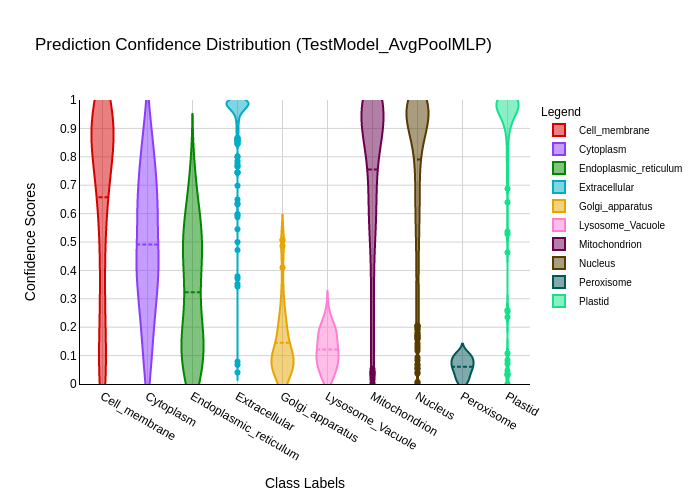 Prediction Confidence Distribution (TestModel_AvgPoolMLP)
Confidence Scores
1
0.9
0.8
0.7
0.6
0.5
0.4
0.3
0.2
0.1
0
Cell_membrane
Cytoplasm
Endoplasmic_reticulum
Extracellular
Golgi_apparatus
Lysosome_Vacuole
Mitochondrion
Nucleus
Peroxisome
Plastid
Class Labels
Legend
Cell_membrane
Cytoplasm
Endoplasmic_reticulum
Extracellular
Golgi_apparatus
Lysosome_Vacuole
Mitochondrion
Nucleus
Peroxisome
Plastid